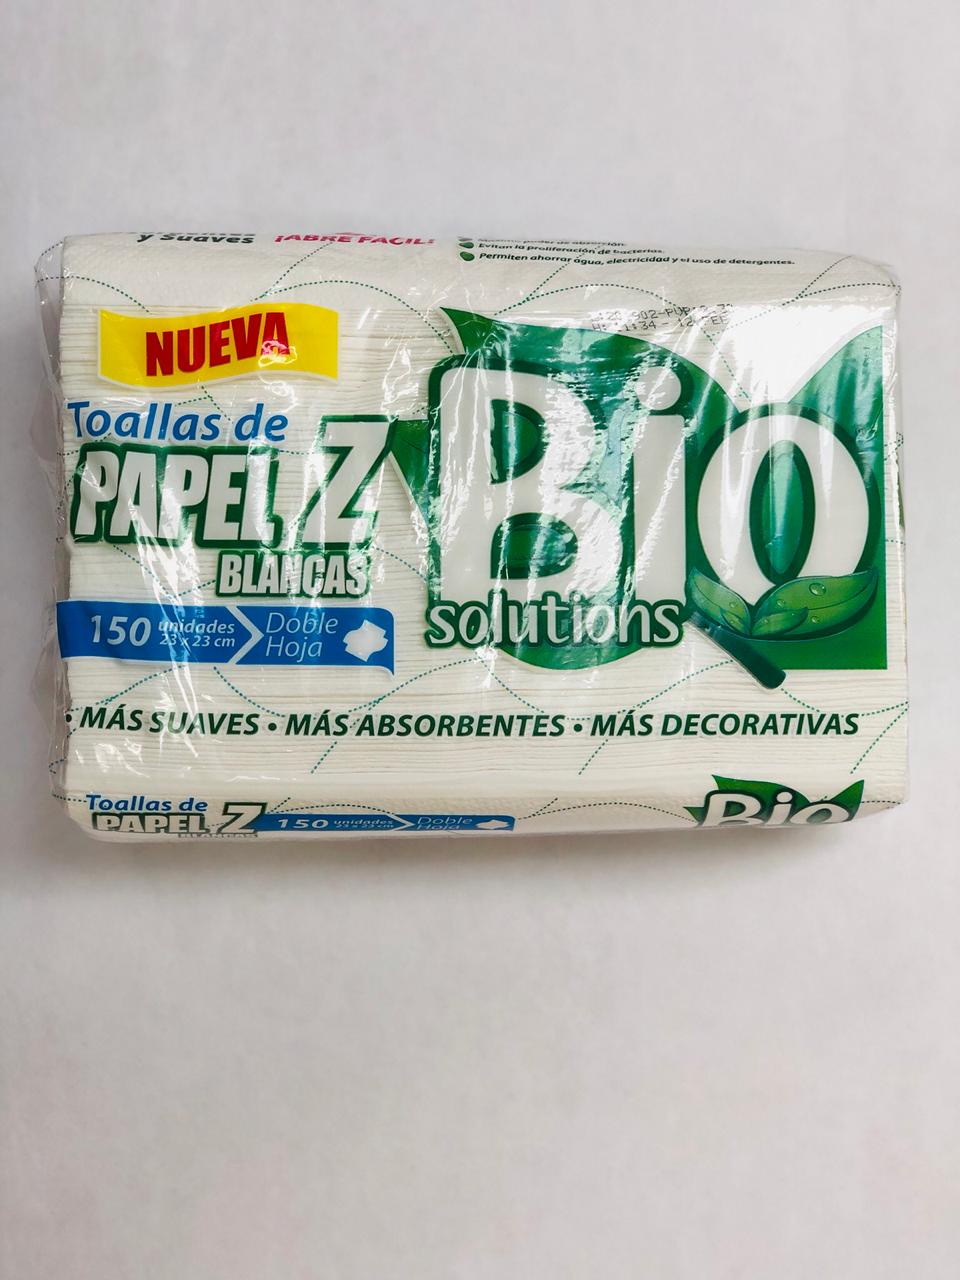 y Suaves
¡ABRE FACIL!
Evitan la proliferación de bacterias.
Permiten ahorrar agua, electricidad y el uso de detergentes.
NUEVA
Toallas de
PAPEL Z
BLANCAS
150 unidades
23 x 23 cm
Doble
Hoja
Bio
solutions
• MÁS SUAVES • MÁS ABSORBENTES • MÁS DECORATIVAS
Toallas de
PAPEL Z
BLANCAS
150 unidades
23 x 23 cm
Doble
Hoja
Bio